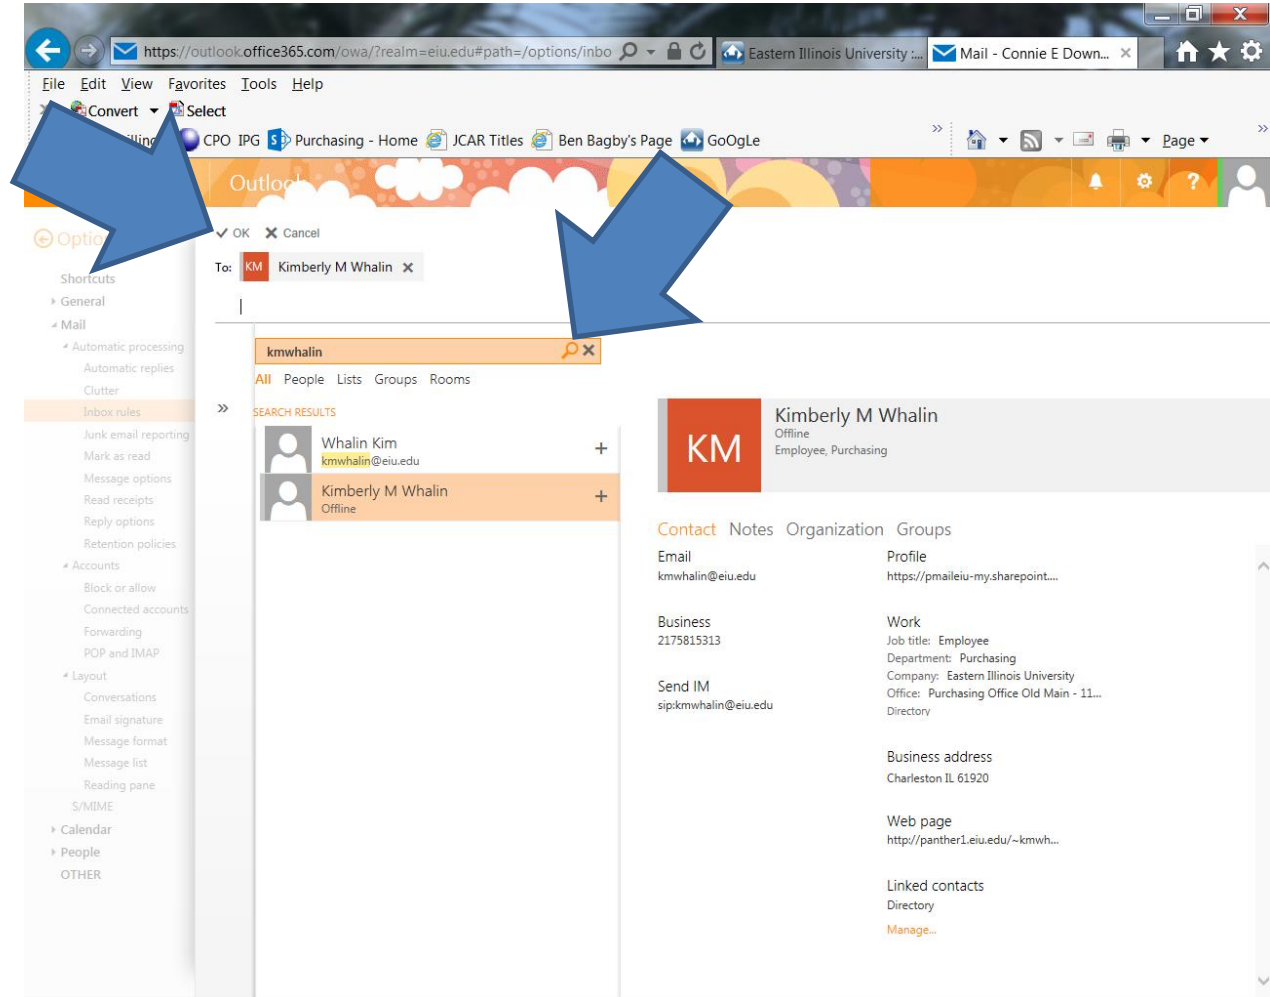 https://outlook.office365.com/owa/?realm=eiu.edu#path=/options/inbo
Eastern Illinois University :...
Mail - Connie E Down...
File Edit View Favorites Tools Help
Convert Select
CPO IPG Purchasing - Home JCAR Titles Ben Bagby's Page GoOgLe Page
Outlook
?
OK Cancel
To: KM Kimberly M Whalin
Shortcuts
General
Mail
Automatic processing
Automatic replies
Clutter
Inbox rules
Junk email reporting
Mark as read
Message options
Read receipts
Reply options
Retention policies
Accounts
Block or allow
Connected accounts
Forwarding
POP and IMAP
Layout
Conversations
Email signature
Message format
Message list
Reading pane
S/MIME
Calendar
People
OTHER
kmwhalin
All People Lists Groups Rooms
SEARCH RESULTS
Whalin Kim
kmwhalin@eiu.edu
Kimberly M Whalin
Offline
KM
Kimberly M Whalin
Offline
Employee, Purchasing
Contact Notes Organization Groups
Email
kmwhalin@eiu.edu
Business
2175815313
Send IM
sip:kmwhalin@eiu.edu
Profile
https://pmaileiu-my.sharepoint....
Work
Job title: Employee
Department: Purchasing
Company: Eastern Illinois University
Office: Purchasing Office Old Main - 11...
Directory
Business address
Charleston IL 61920
Web page
http://panther1.eiu.edu/~kmwh...
Linked contacts
Directory
Manage...